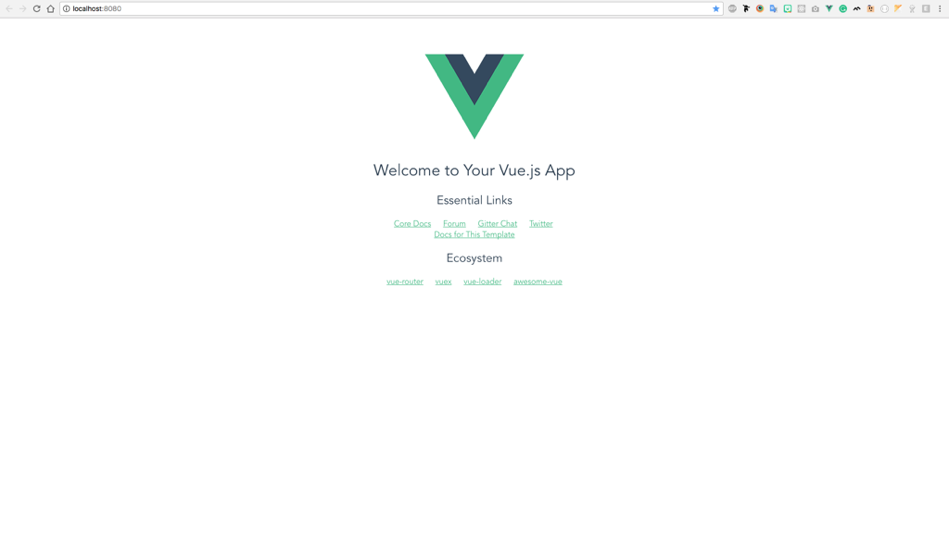 localhost:8080
Welcome to Your Vue.js App
Essential Links
Core Docs Forum Gitter Chat Twitter
Docs for This Template
Ecosystem
vue-router vuex vue-loader awesome-vue